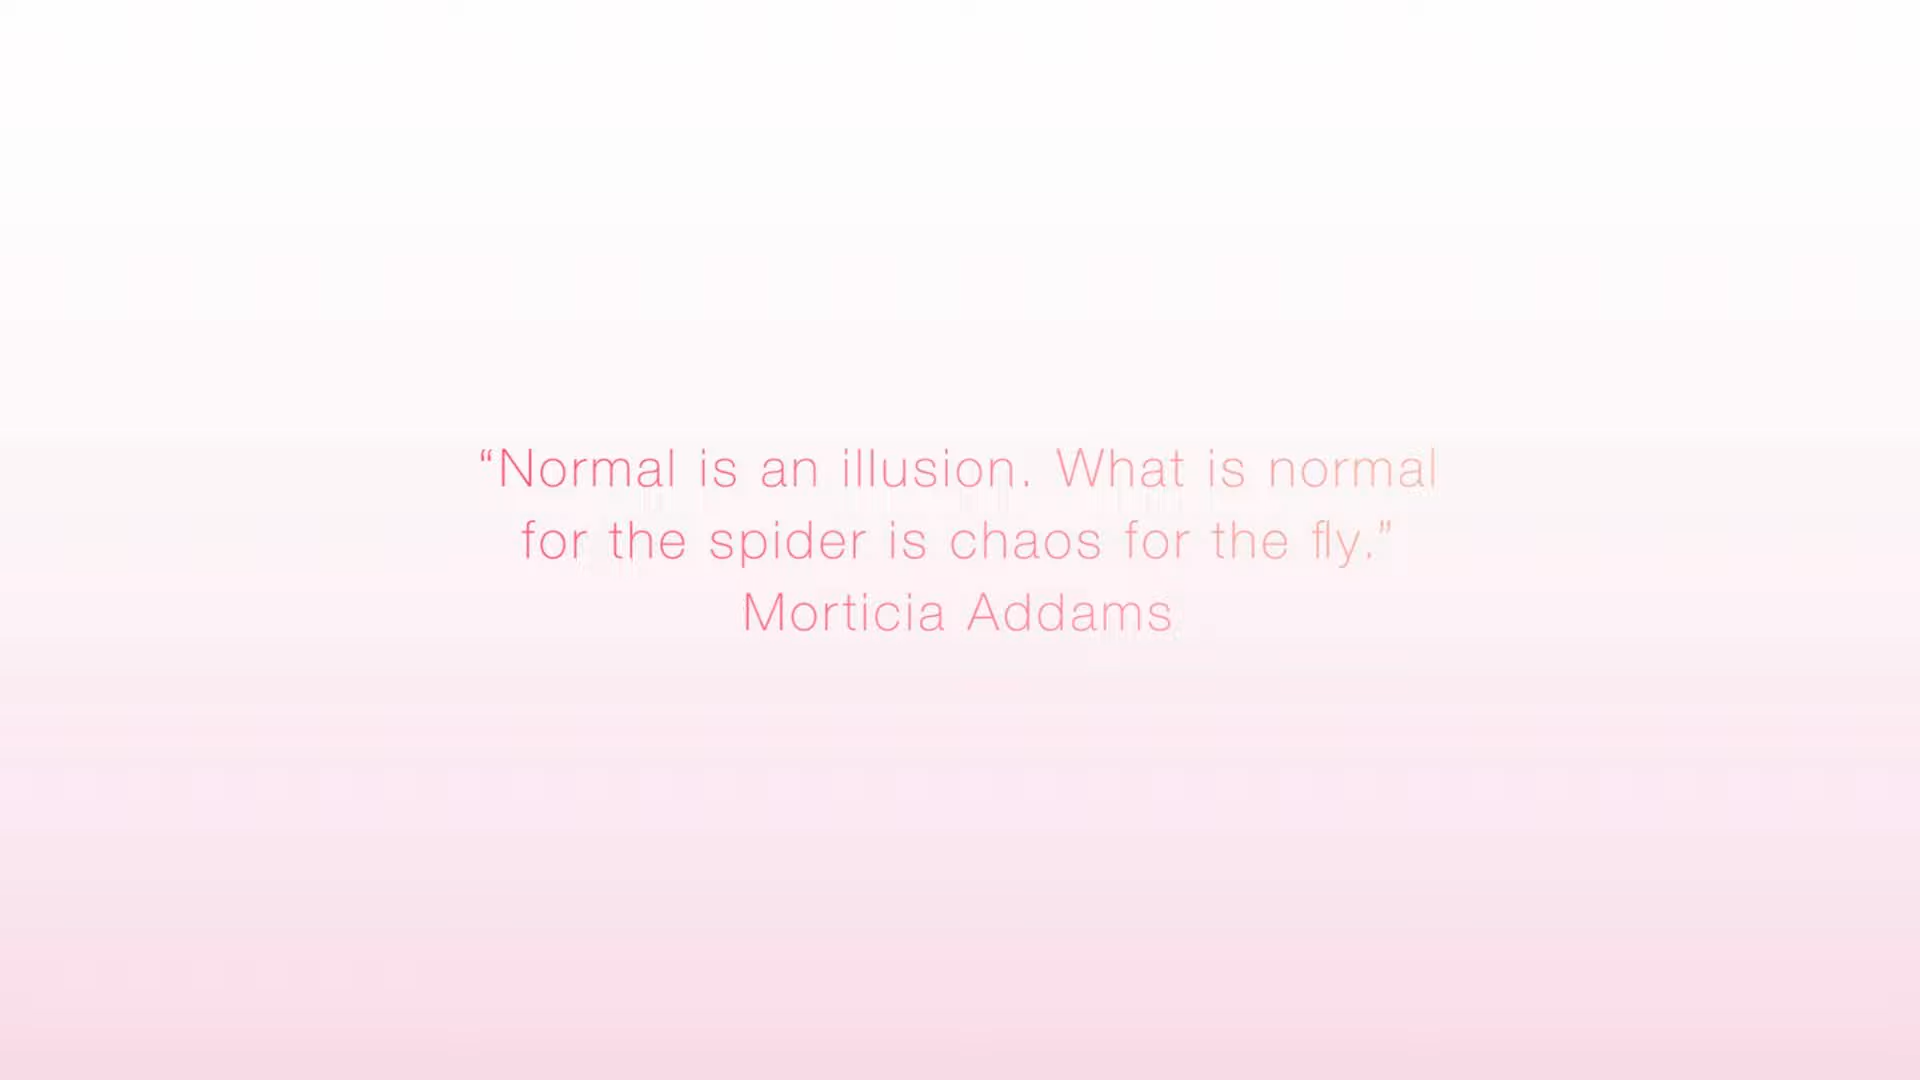 “Normal is an illusion. What is normal
for the spider is chaos for the fly.”
Morticia Addams